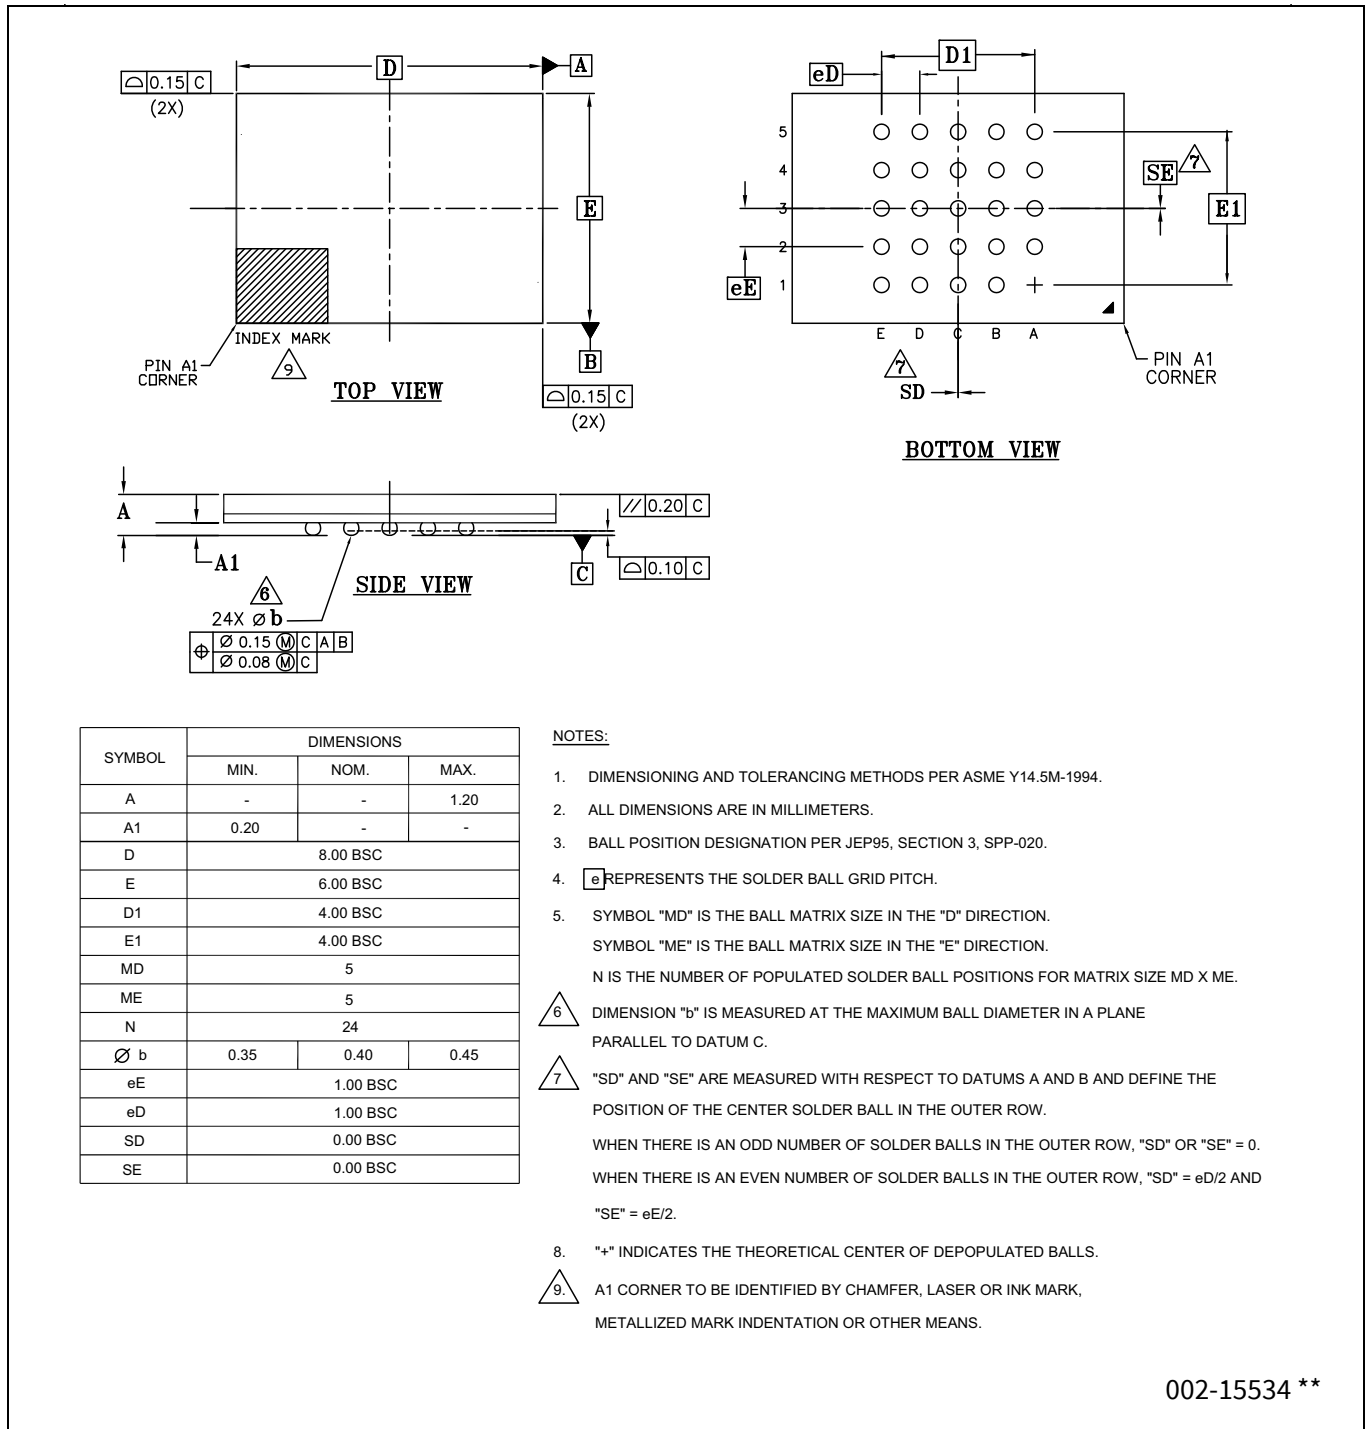 D
A
⌓ 0.15 C
(2X)
E
INDEX MARK
9
PIN A1
CORNER
B
TOP VIEW
⌓ 0.15 C
(2X)
D1
eD
5
4
3
2
1
SE
7
E1
eE
E D C B A
7
SD
PIN A1
CORNER
BOTTOM VIEW
A
A1
// 0.20 C
C
⌓ 0.10 C
SIDE VIEW
6
24X ⌀ b
⌖ ⌀ 0.15 Ⓜ C A B
⌀ 0.08 Ⓜ C
SYMBOL DIMENSIONS
MIN. NOM. MAX.
A - - 1.20
A1 0.20 - -
D 8.00 BSC
E 6.00 BSC
D1 4.00 BSC
E1 4.00 BSC
MD 5
ME 5
N 24
⌀ b 0.35 0.40 0.45
eE 1.00 BSC
eD 1.00 BSC
SD 0.00 BSC
SE 0.00 BSC
NOTES:
1. DIMENSIONING AND TOLERANCING METHODS PER ASME Y14.5M-1994.
2. ALL DIMENSIONS ARE IN MILLIMETERS.
3. BALL POSITION DESIGNATION PER JEP95, SECTION 3, SPP-020.
4. e REPRESENTS THE SOLDER BALL GRID PITCH.
5. SYMBOL "MD" IS THE BALL MATRIX SIZE IN THE "D" DIRECTION.
SYMBOL "ME" IS THE BALL MATRIX SIZE IN THE "E" DIRECTION.
N IS THE NUMBER OF POPULATED SOLDER BALL POSITIONS FOR MATRIX SIZE MD X ME.
6 DIMENSION "b" IS MEASURED AT THE MAXIMUM BALL DIAMETER IN A PLANE
PARALLEL TO DATUM C.
7 "SD" AND "SE" ARE MEASURED WITH RESPECT TO DATUMS A AND B AND DEFINE THE
POSITION OF THE CENTER SOLDER BALL IN THE OUTER ROW.
WHEN THERE IS AN ODD NUMBER OF SOLDER BALLS IN THE OUTER ROW, "SD" OR "SE" = 0.
WHEN THERE IS AN EVEN NUMBER OF SOLDER BALLS IN THE OUTER ROW, "SD" = eD/2 AND
"SE" = eE/2.
8. "+" INDICATES THE THEORETICAL CENTER OF DEPOPULATED BALLS.
9. A1 CORNER TO BE IDENTIFIED BY CHAMFER, LASER OR INK MARK,
METALLIZED MARK INDENTATION OR OTHER MEANS.
002-15534 **